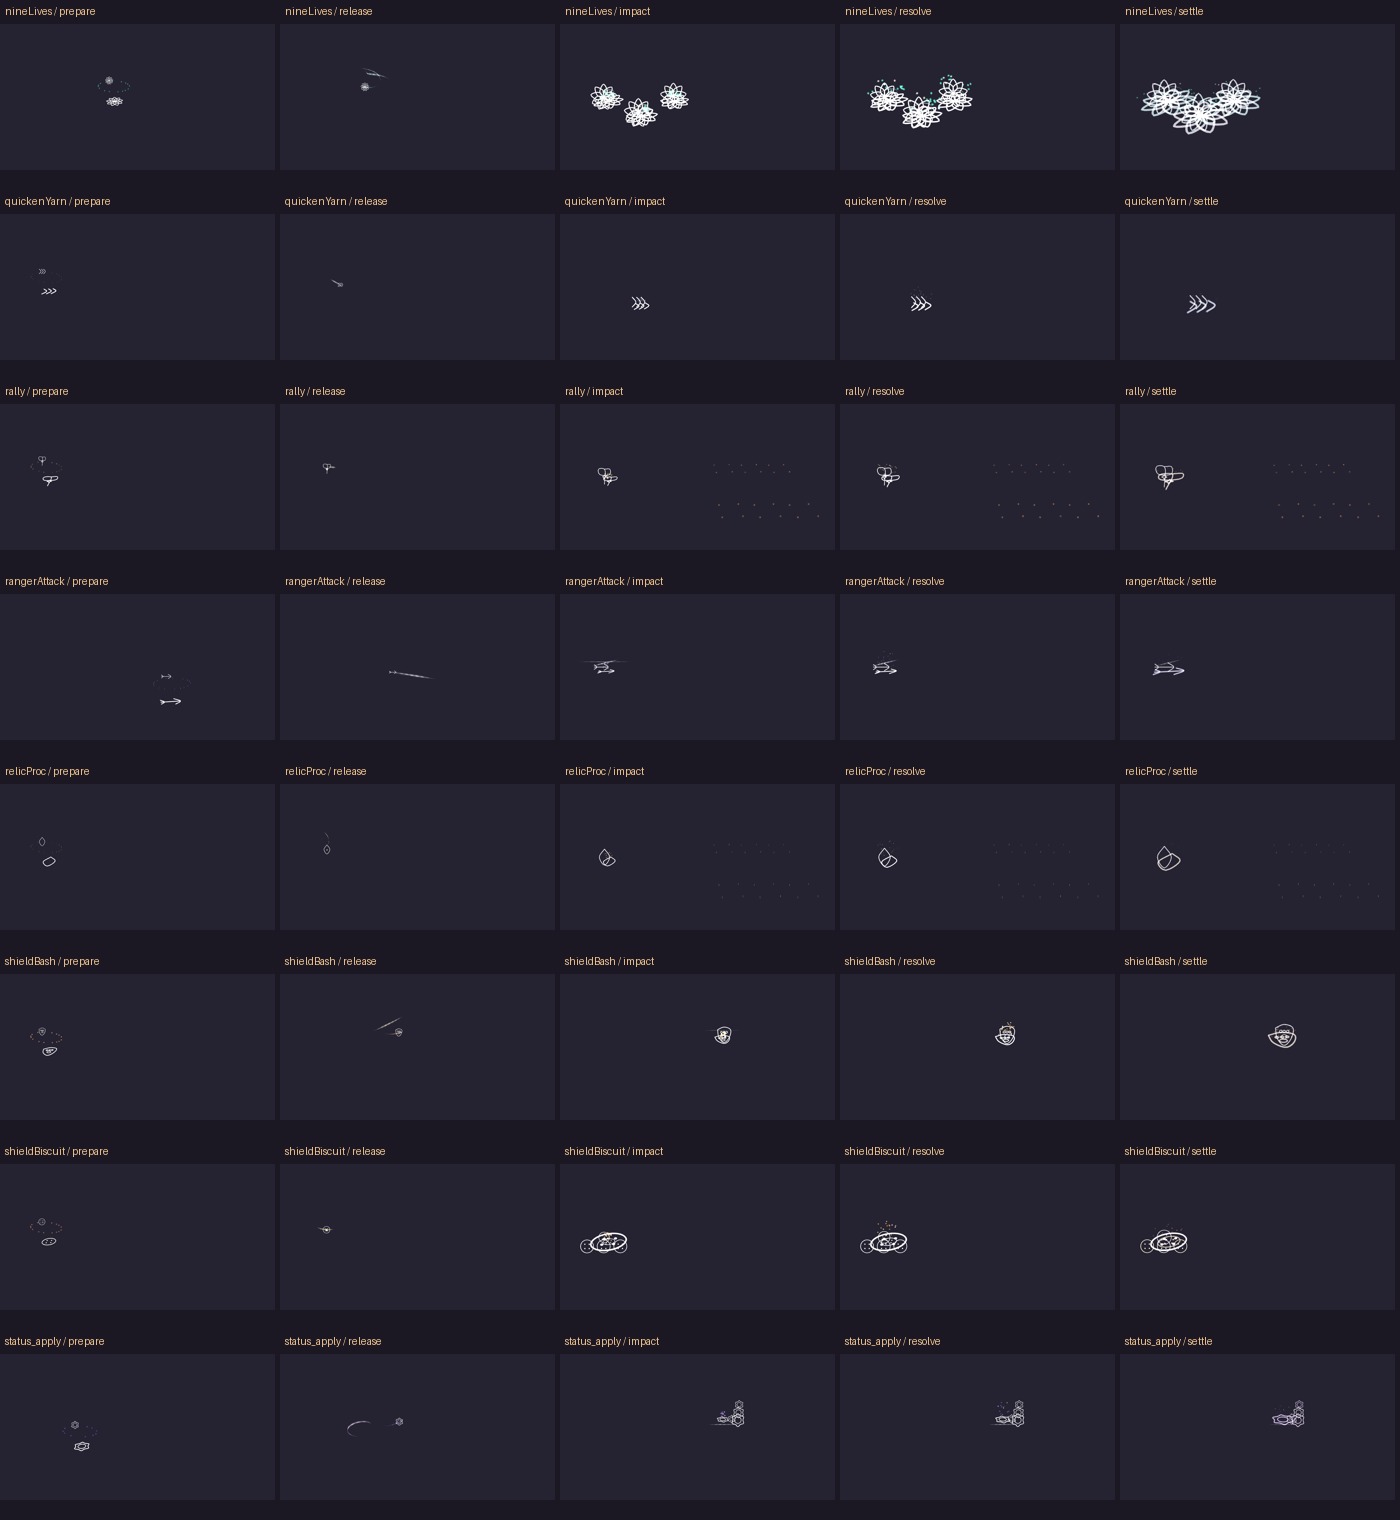 nineLives / prepare
nineLives / release
nineLives / impact
nineLives / resolve
nineLives / settle
quickenYarn / prepare
quickenYarn / release
quickenYarn / impact
quickenYarn / resolve
quickenYarn / settle
rally / prepare
rally / release
rally / impact
rally / resolve
rally / settle
rangerAttack / prepare
rangerAttack / release
rangerAttack / impact
rangerAttack / resolve
rangerAttack / settle
relicProc / prepare
relicProc / release
relicProc / impact
relicProc / resolve
relicProc / settle
shieldBash / prepare
shieldBash / release
shieldBash / impact
shieldBash / resolve
shieldBash / settle
shieldBiscuit / prepare
shieldBiscuit / release
shieldBiscuit / impact
shieldBiscuit / resolve
shieldBiscuit / settle
status_apply / prepare
status_apply / release
status_apply / impact
status_apply / resolve
status_apply / settle